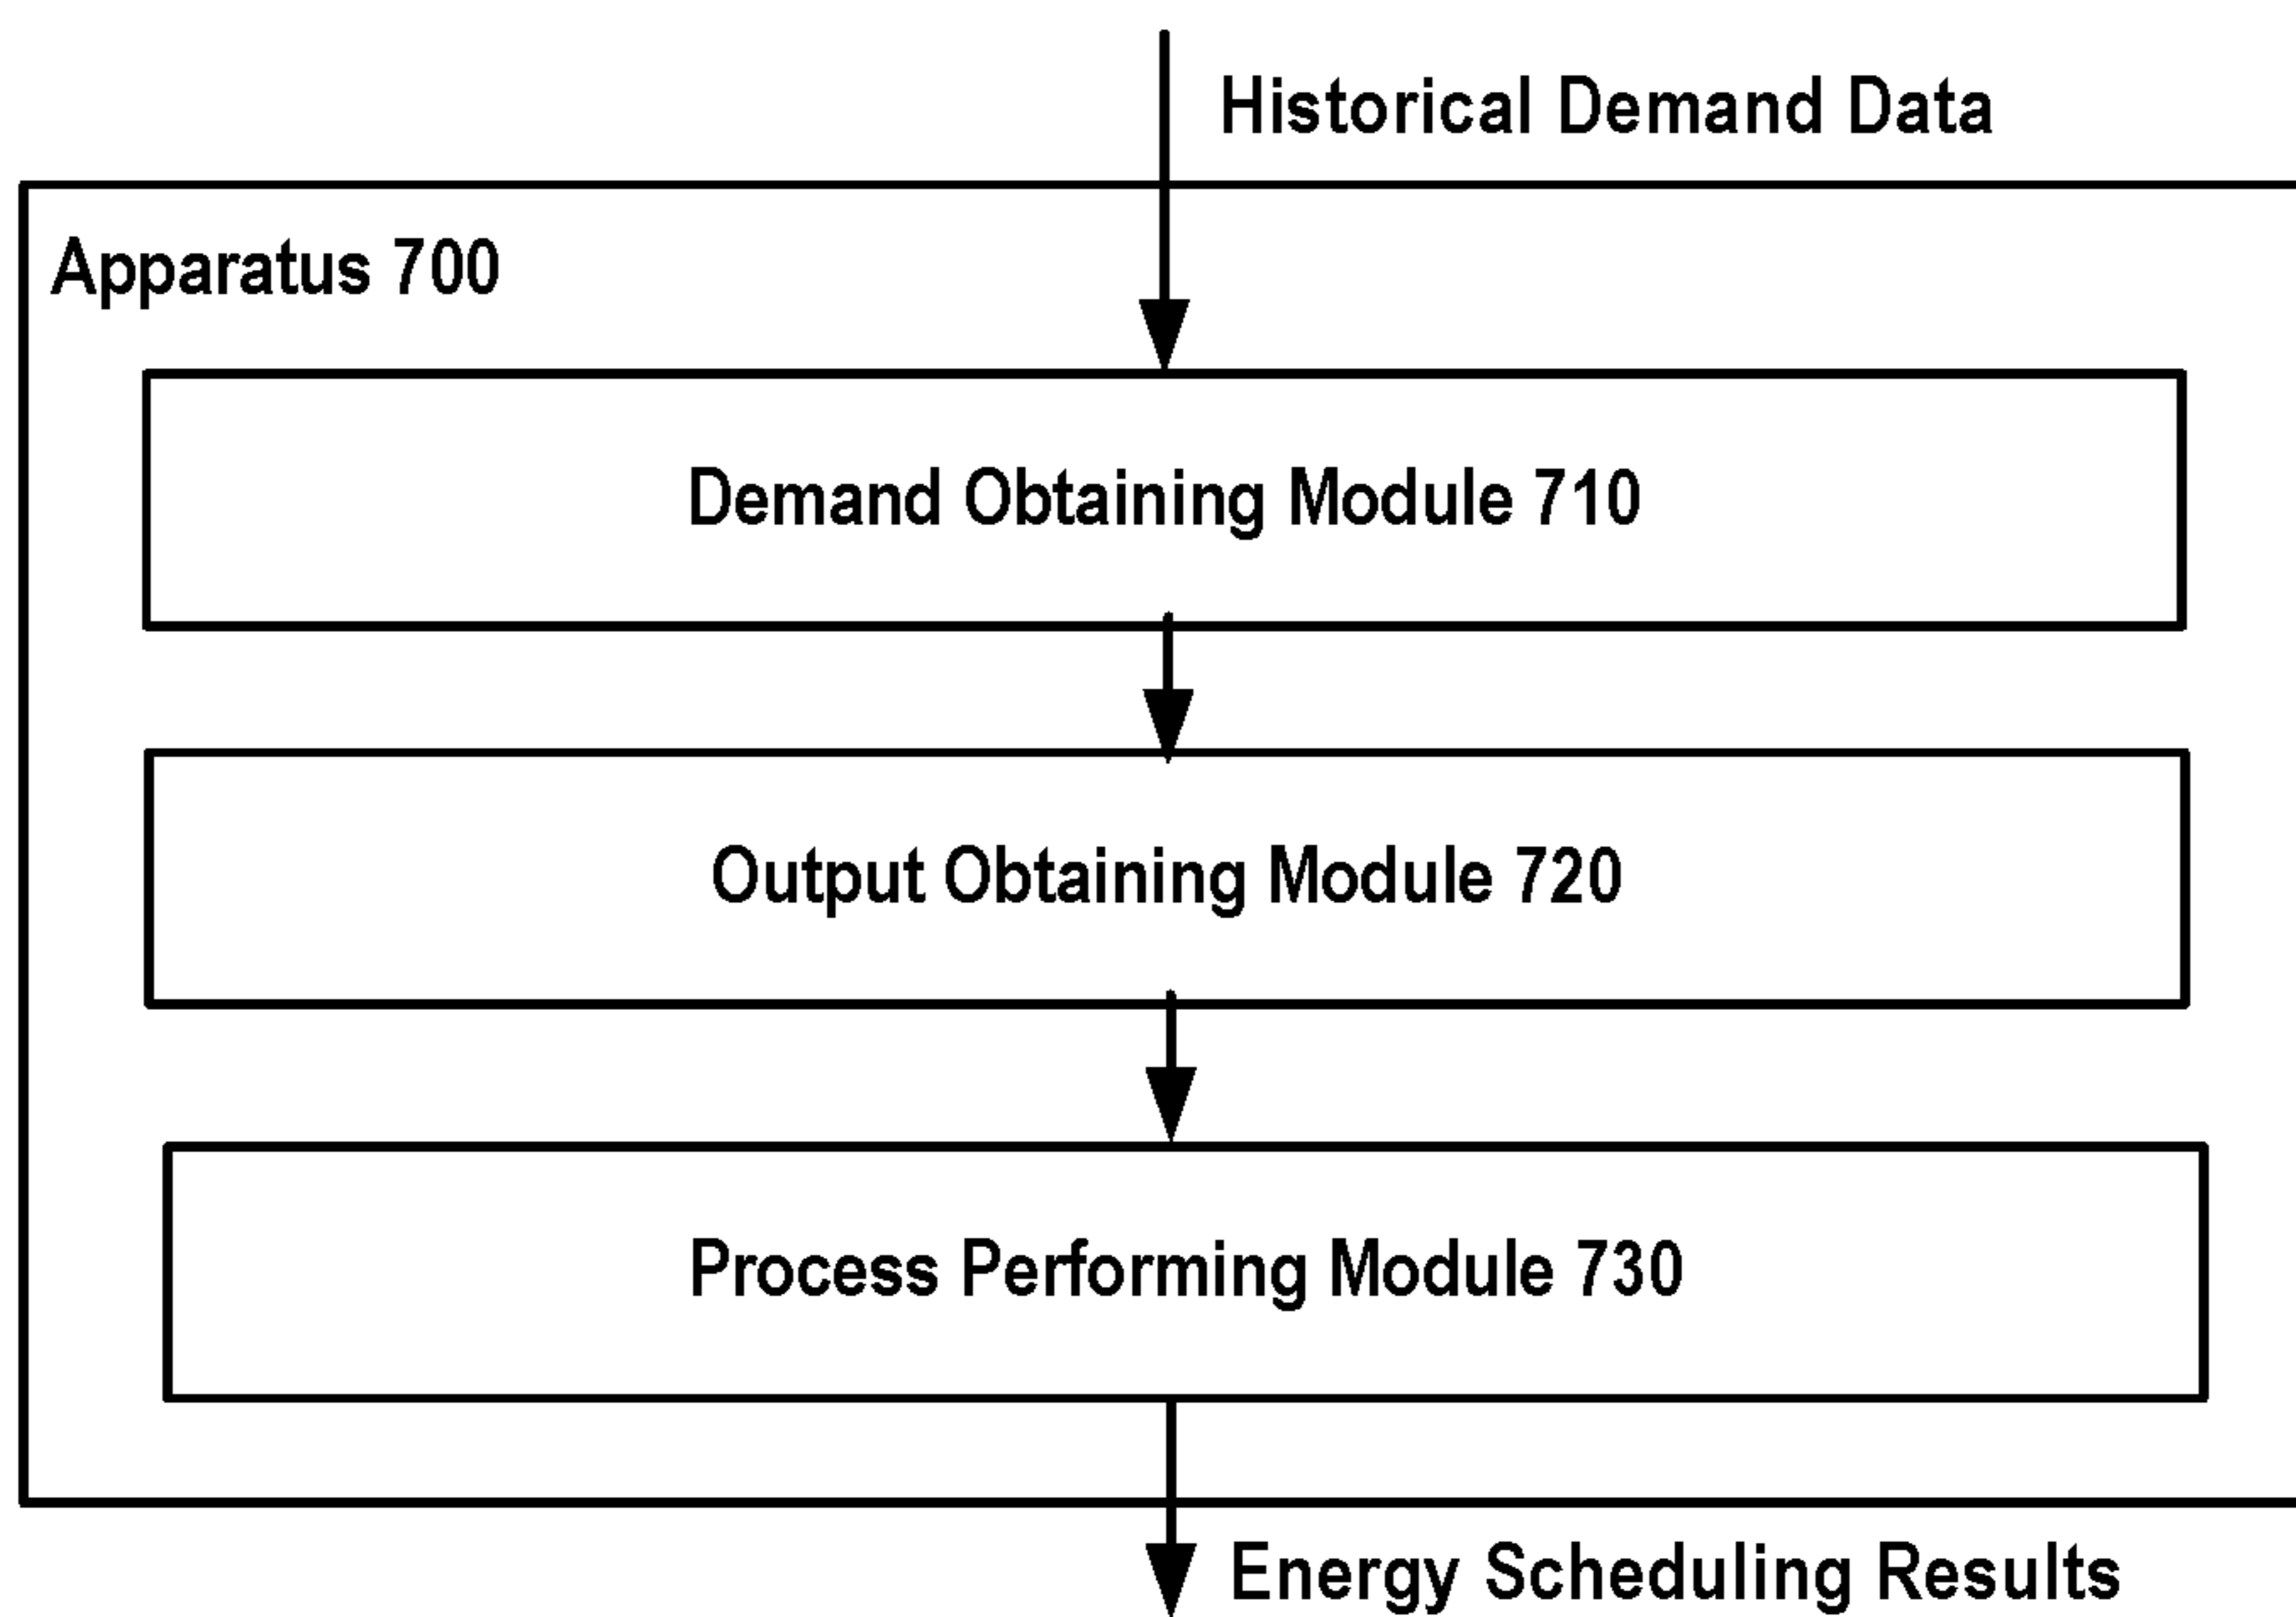 Historical Demand Data
Apparatus 700
Demand Obtaining Module 710
Output Obtaining Module 720
Process Performing Module 730
Energy Scheduling Results